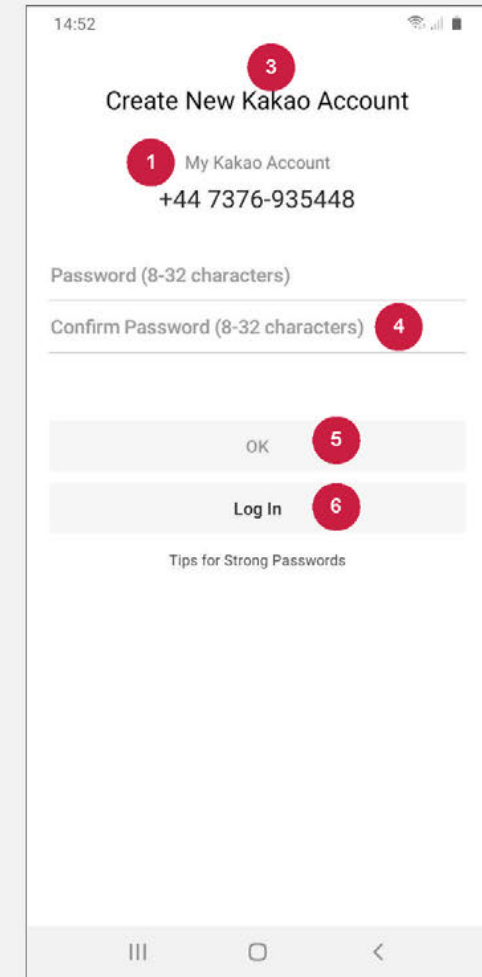 14:52
3
Create New Kakao Account
1 My Kakao Account
+44 7376-935448
Password (8-32 characters)
Confirm Password (8-32 characters) 4
OK 5
Log In 6
Tips for Strong Passwords